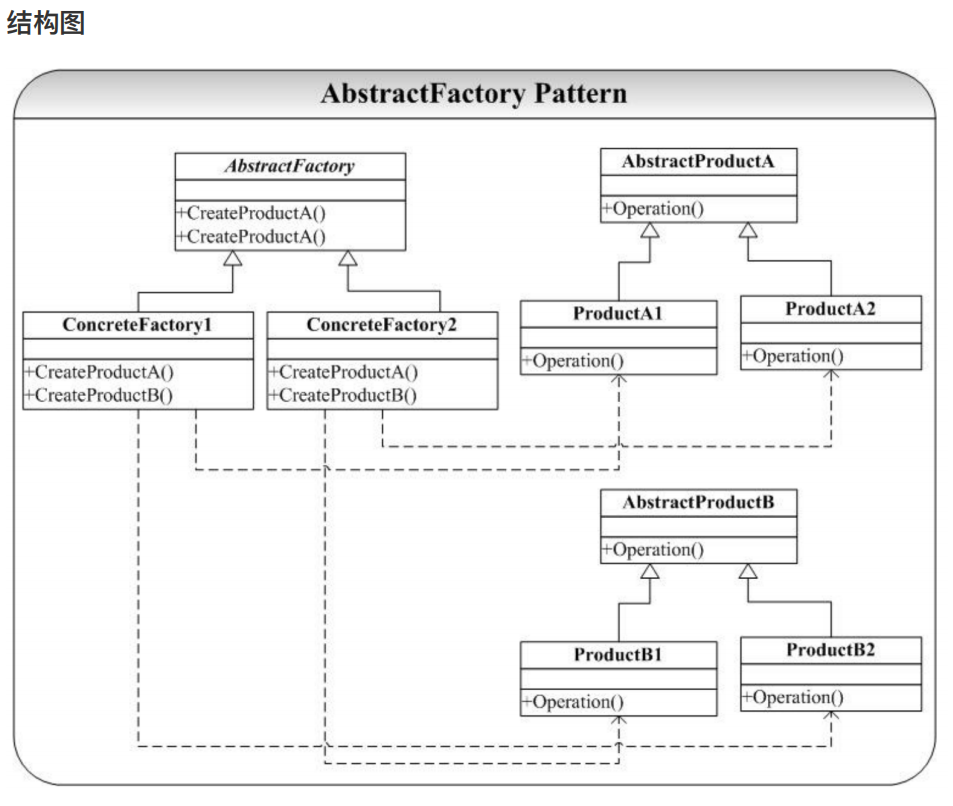 结构图
AbstractFactory Pattern
AbstractFactory
+CreateProductA()
+CreateProductA()
AbstractProductA
+Operation()
ConcreteFactory1
+CreateProductA()
+CreateProductB()
ConcreteFactory2
+CreateProductA()
+CreateProductB()
ProductA1
+Operation()
ProductA2
+Operation()
AbstractProductB
+Operation()
ProductB1
+Operation()
ProductB2
+Operation()